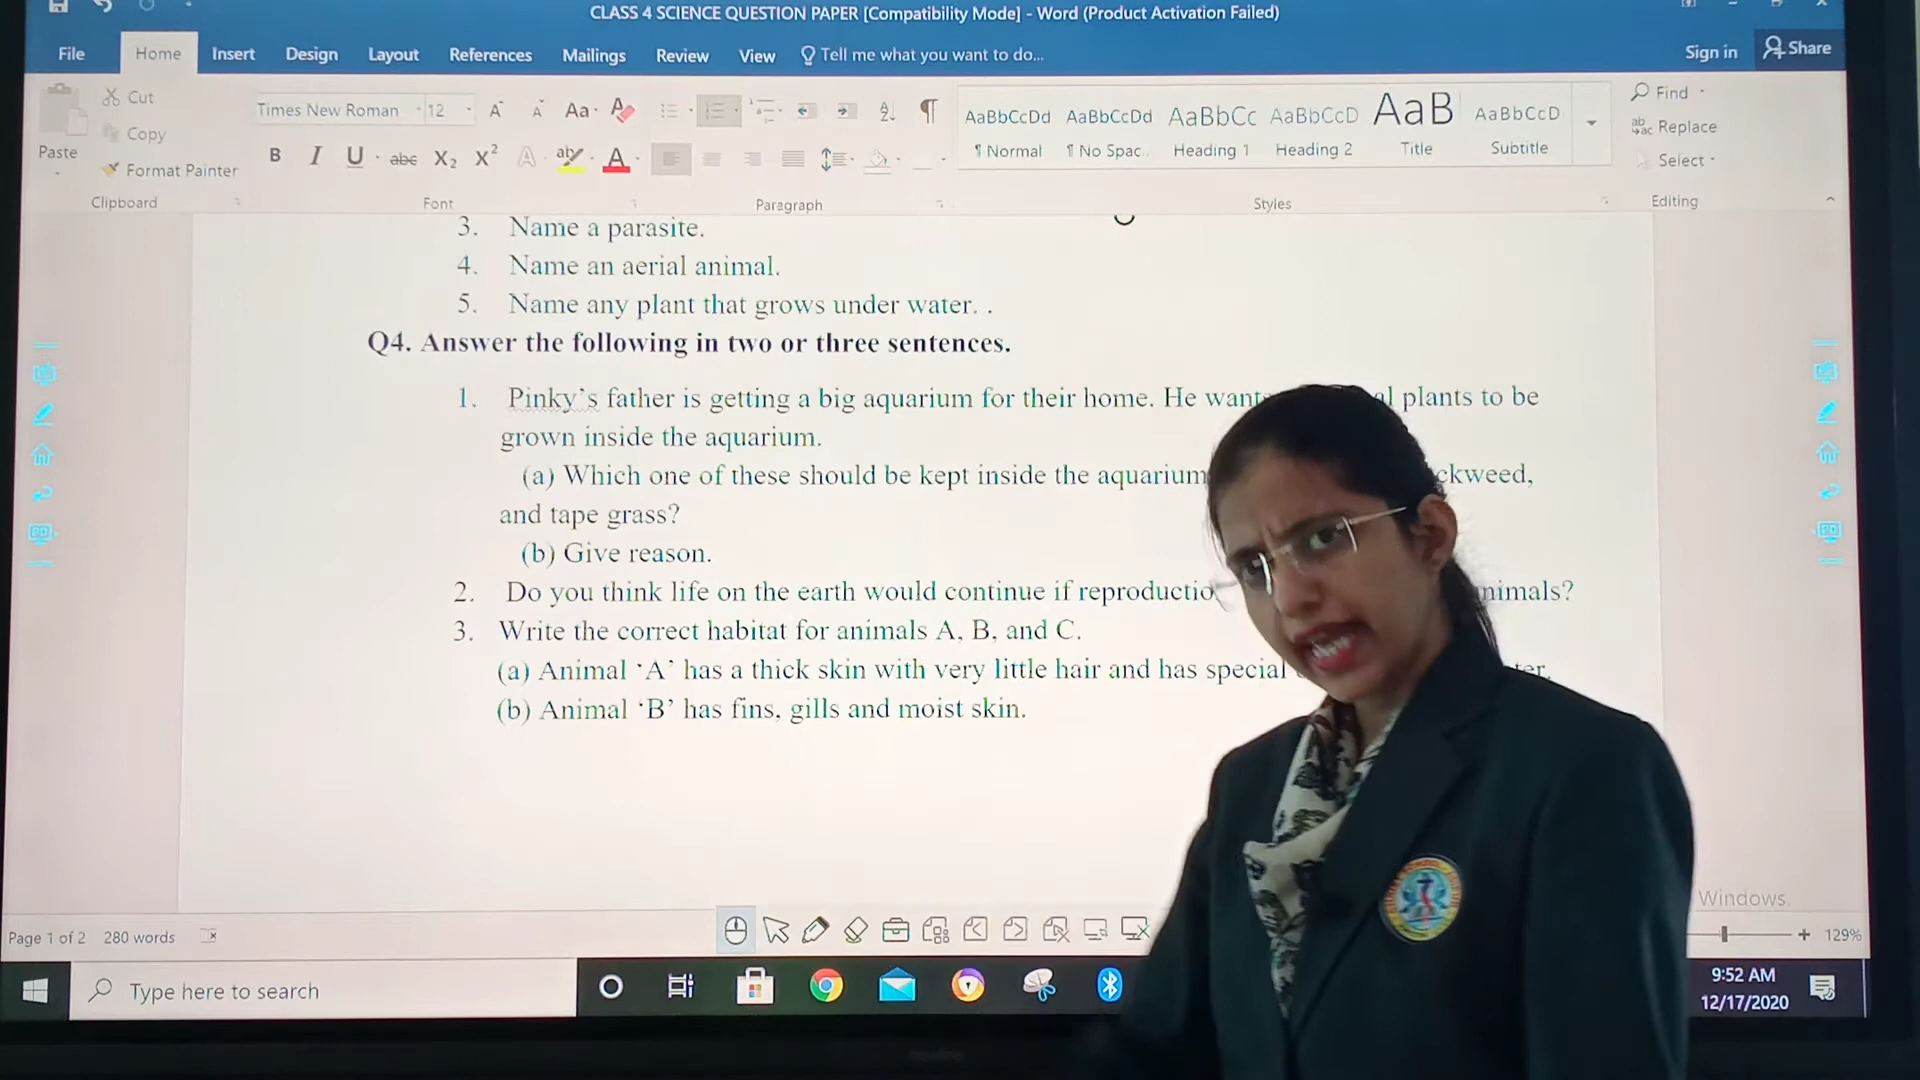 CLASS 4 SCIENCE QUESTION PAPER [Compatibility Mode] - Word (Product Activation Failed)
File Home Insert Design Layout References Mailings Review View Tell me what you want to do... Sign in Share
Cut
Copy
Paste
Format Painter
Clipboard
Times New Roman 12
Aa
B I U abc X₂ X²
Font
Paragraph
AaBbCcDd AaBbCcDd AaBbCc AaBbCcD AaB AaBbCcD
¶ Normal ¶ No Spac... Heading 1 Heading 2 Title Subtitle
Styles
Find
Replace
Select
Editing
3. Name a parasite.
4. Name an aerial animal.
5. Name any plant that grows under water. .
Q4. Answer the following in two or three sentences.
1. Pinky's father is getting a big aquarium for their home. He plants to be
grown inside the aquarium.
(a) Which one of these should be kept inside the aquarium
and tape grass?
(b) Give reason.
2. Do you think life on the earth would continue if
3. Write the correct habitat for animals A, B, and C.
(a) Animal 'A' has a thick skin with very little hair and has special
(b) Animal 'B' has fins, gills and moist skin.
Windows.
Page 1 of 2 280 words 129%
Type here to search
9:52 AM
12/17/2020